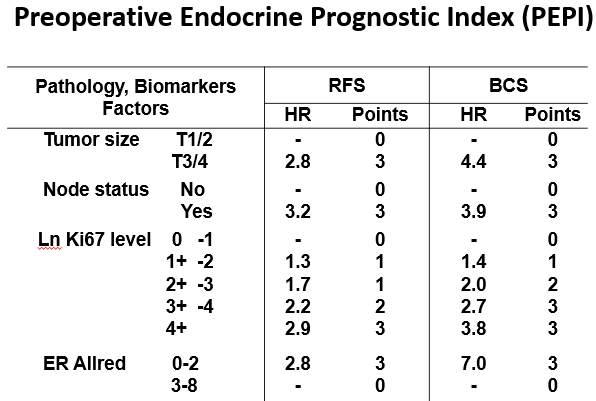 Preoperative Endocrine Prognostic Index (PEPI)
Pathology, Biomarkers Factors RFS BCS
HR Points HR Points
Tumor size T1/2 - 0 - 0
T3/4 2.8 3 4.4 3
Node status No - 0 - 0
Yes 3.2 3 3.9 3
Ln Ki67 level 0 -1 - 0 - 0
1+ -2 1.3 1 1.4 1
2+ -3 1.7 1 2.0 2
3+ -4 2.2 2 2.7 3
4+ 2.9 3 3.8 3
ER Allred 0-2 2.8 3 7.0 3
3-8 - 0 - 0